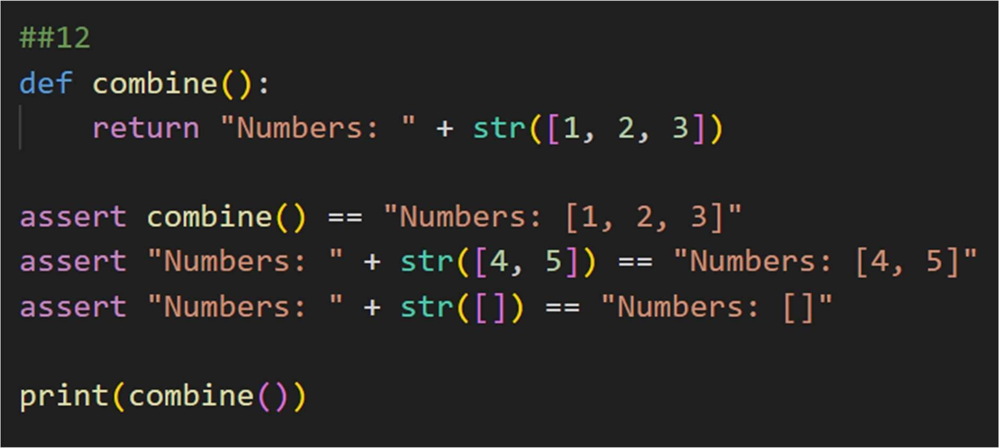 ##12
def combine():
    return "Numbers: " + str([1, 2, 3])
assert combine() == "Numbers: [1, 2, 3]"
assert "Numbers: " + str([4, 5]) == "Numbers: [4, 5]"
assert "Numbers: " + str([]) == "Numbers: []"
print(combine())